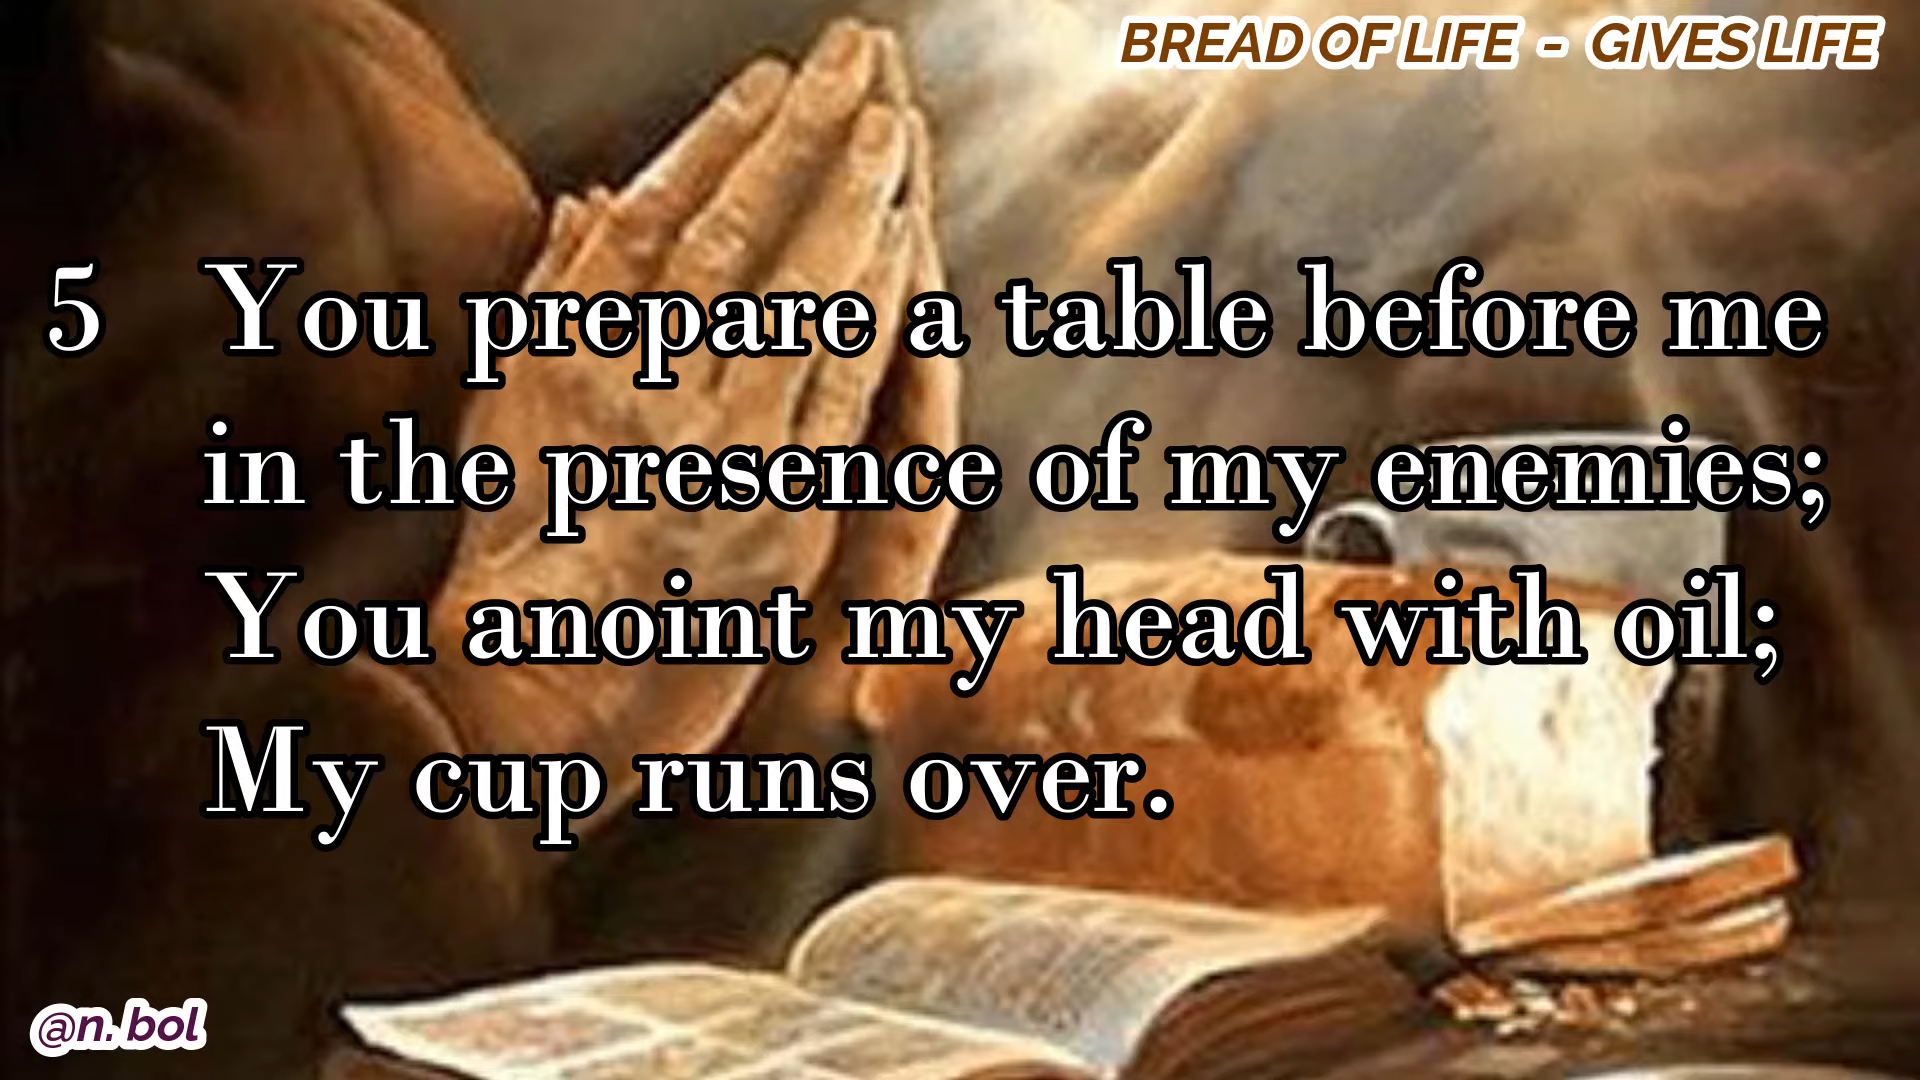 BREAD OF LIFE - GIVES LIFE
5 You prepare a table before me
in the presence of my enemies;
You anoint my head with oil;
My cup runs over.
@n.bol